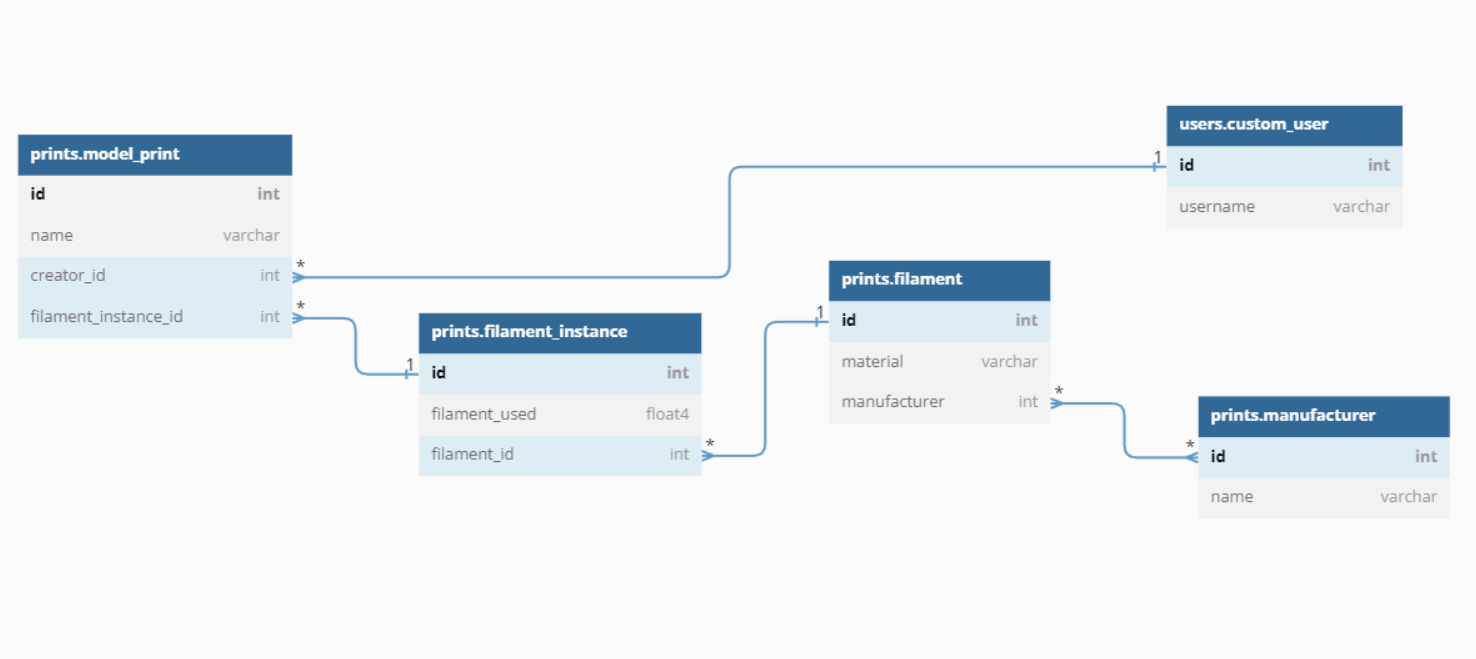 prints.model_print
id int
name varchar
creator_id int *
filament_instance_id int *
users.custom_user
1 id int
username varchar
prints.filament_instance
1 id int
filament_used float4
filament_id int *
prints.filament
1 id int
material varchar
manufacturer int *
prints.manufacturer
* id int
name varchar